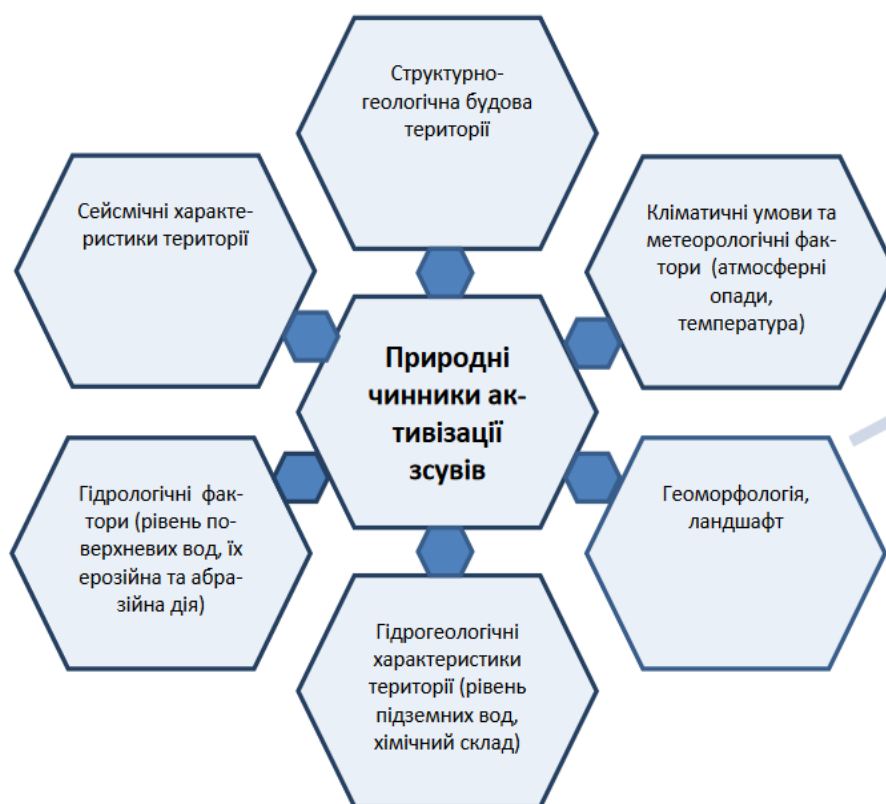 Структурно-
геологічна будова
території
Сейсмічні характе-
ристики території
Кліматичні умови та
метеорологічні фак-
тори (атмосферні
опади,
температура)
Природні
чинники ак-
тивізації
зсувів
Гідрологічні фак-
тори (рівень по-
верхневих вод, їх
ерозійна та абра-
зійна дія)
Геоморфологія,
ландшафт
Гідрогеологічні
характеристики
території (рівень
підземних вод,
хімічний склад)